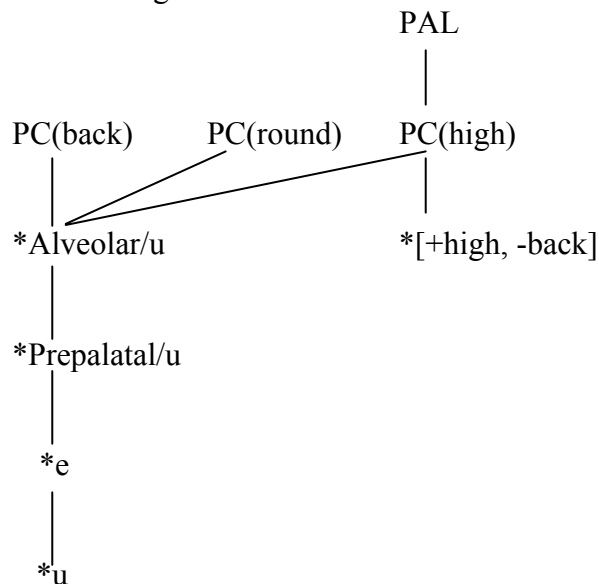 PAL
PC(back) PC(round) PC(high)
*Alveolar/u *[+high, -back]
*Prepalatal/u
*e
*u